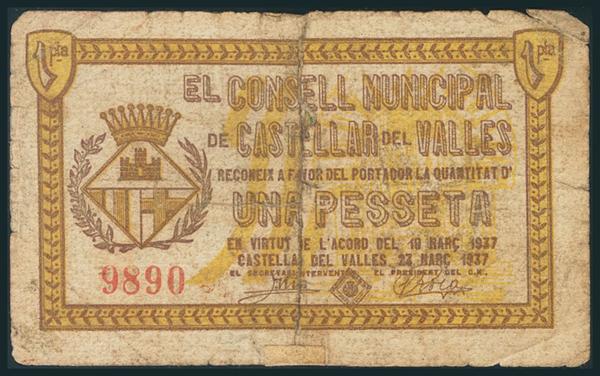 1 pta
1 pta
EL CONSELL MUNICIPAL
DE CASTELLAR DEL VALLES
RECONEIX A FAVOR DEL PORTADOR LA QUANTITAT D'
UNA PESSETA
EN VIRTUT DE L'ACORD DEL 19 MARÇ 1937
CASTELLAR DEL VALLES, 23 MARÇ 1937
EL SECRETARI INTERVENTOR, EL PRESIDENT DEL C.M.
9890